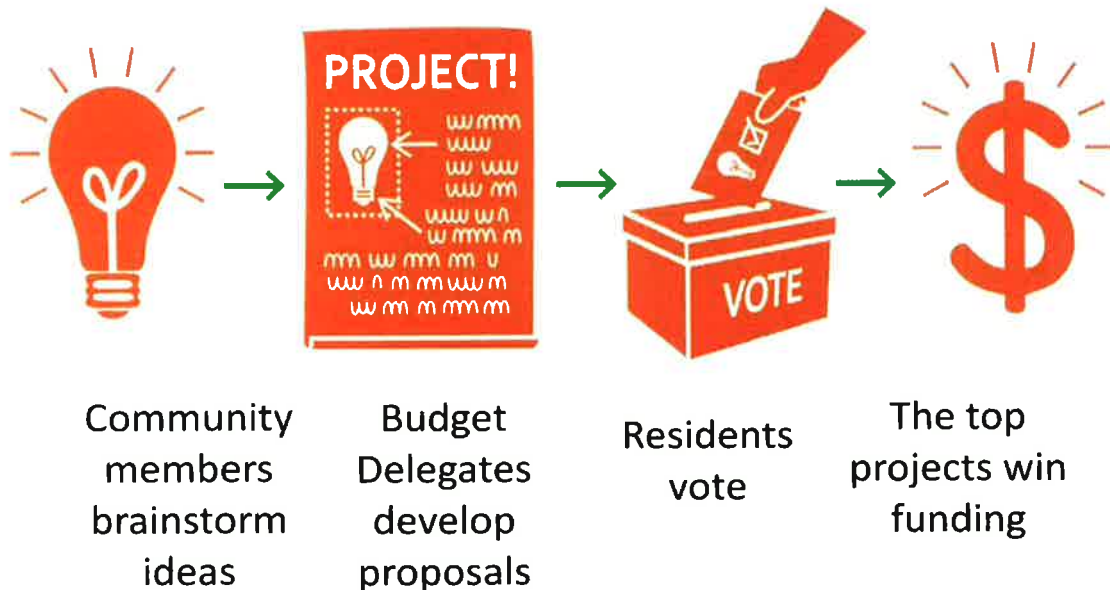 PROJECT!
VOTE
Community
members
brainstorm
ideas
Budget
Delegates
develop
proposals
Residents
vote
The top
projects win
funding